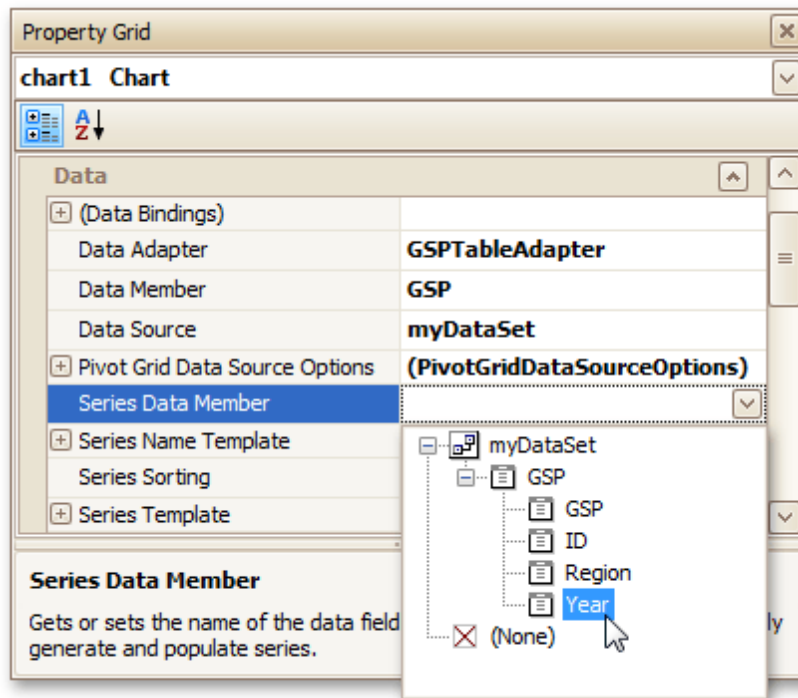 Property Grid
chart1 Chart
A
Z
Data
(Data Bindings)
Data Adapter GSPTableAdapter
Data Member GSP
Data Source myDataSet
Pivot Grid Data Source Options (PivotGridDataSourceOptions)
Series Data Member
Series Name Template
Series Sorting
Series Template
myDataSet
GSP
GSP
ID
Region
Year
(None)
Series Data Member
Gets or sets the name of the data field ly
generate and populate series.